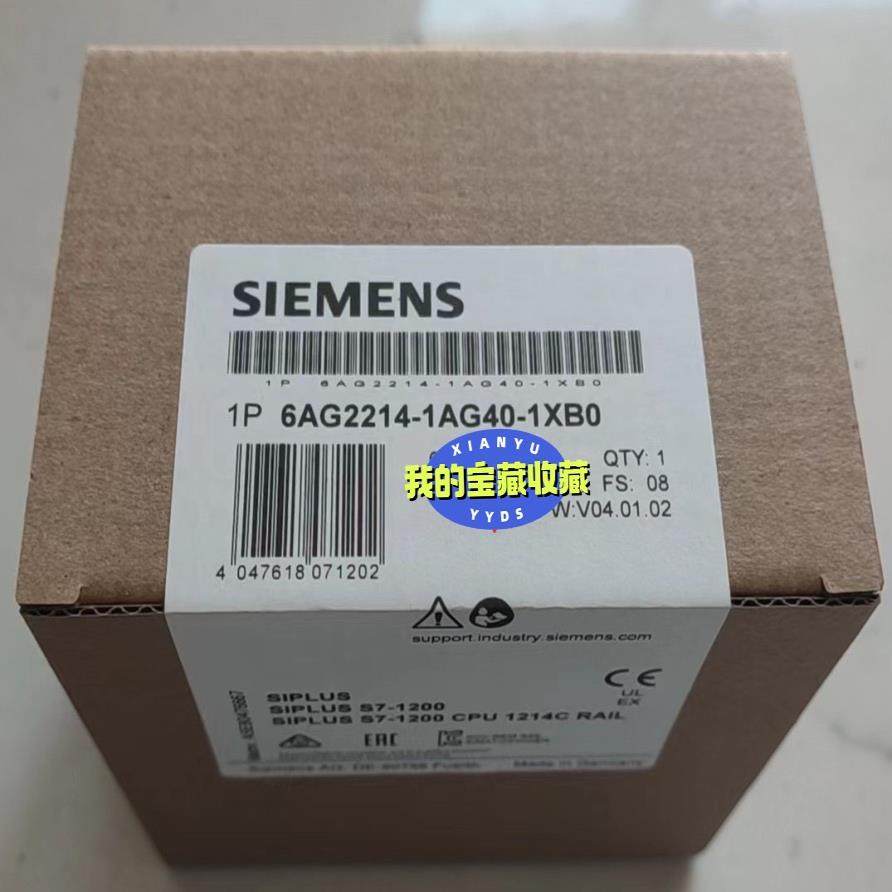 SIEMENS
1P 6AG2214-1AG40-1XB0
1P 6AG2214-1AG40-1XB0
XIANYU
我的宝藏收藏
YYDS
QTY: 1
FS: 08
W:V04.01.02
4 047618 071202
support.industry.siemens.com
CE
UL
EX
SIPLUS
SIPLUS S7-1200
SIPLUS S7-1200 CPU 1214C RAIL
EAC
Made in Germany